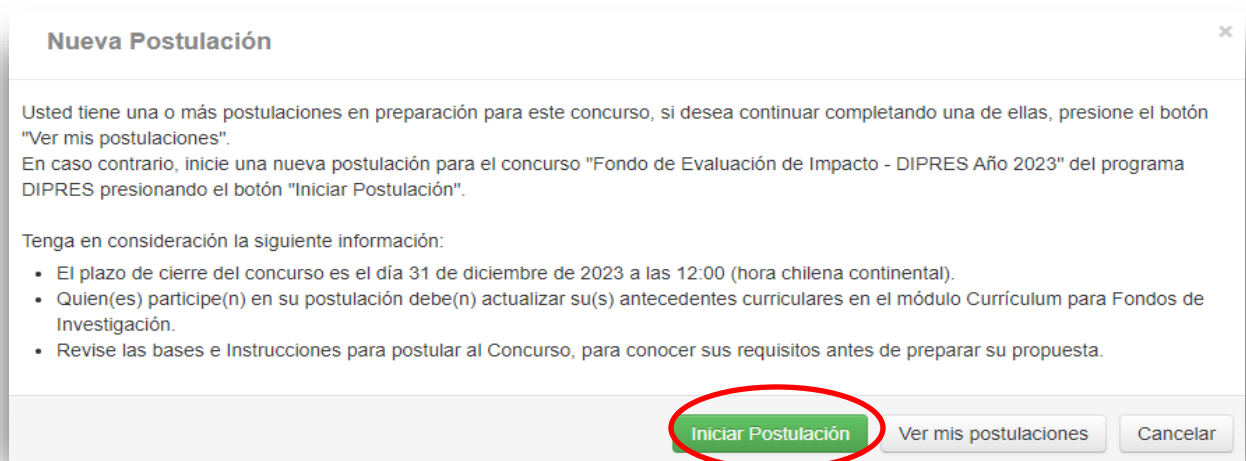 Nueva Postulación
×
Usted tiene una o más postulaciones en preparación para este concurso, si desea continuar completando una de ellas, presione el botón
"Ver mis postulaciones".
En caso contrario, inicie una nueva postulación para el concurso "Fondo de Evaluación de Impacto - DIPRES Año 2023" del programa
DIPRES presionando el botón "Iniciar Postulación".
Tenga en consideración la siguiente información:
• El plazo de cierre del concurso es el día 31 de diciembre de 2023 a las 12:00 (hora chilena continental).
• Quien(es) participe(n) en su postulación debe(n) actualizar su(s) antecedentes curriculares en el módulo Currículum para Fondos de
Investigación.
• Revise las bases e Instrucciones para postular al Concurso, para conocer sus requisitos antes de preparar su propuesta.
Iniciar Postulación Ver mis postulaciones Cancelar